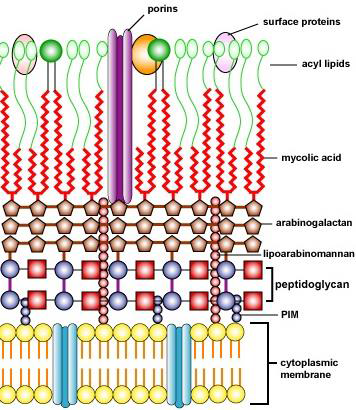 porins
surface proteins
acyl lipids
mycolic acid
arabinogalactan
lipoarabinomannan
peptidoglycan
PIM
cytoplasmic
membrane